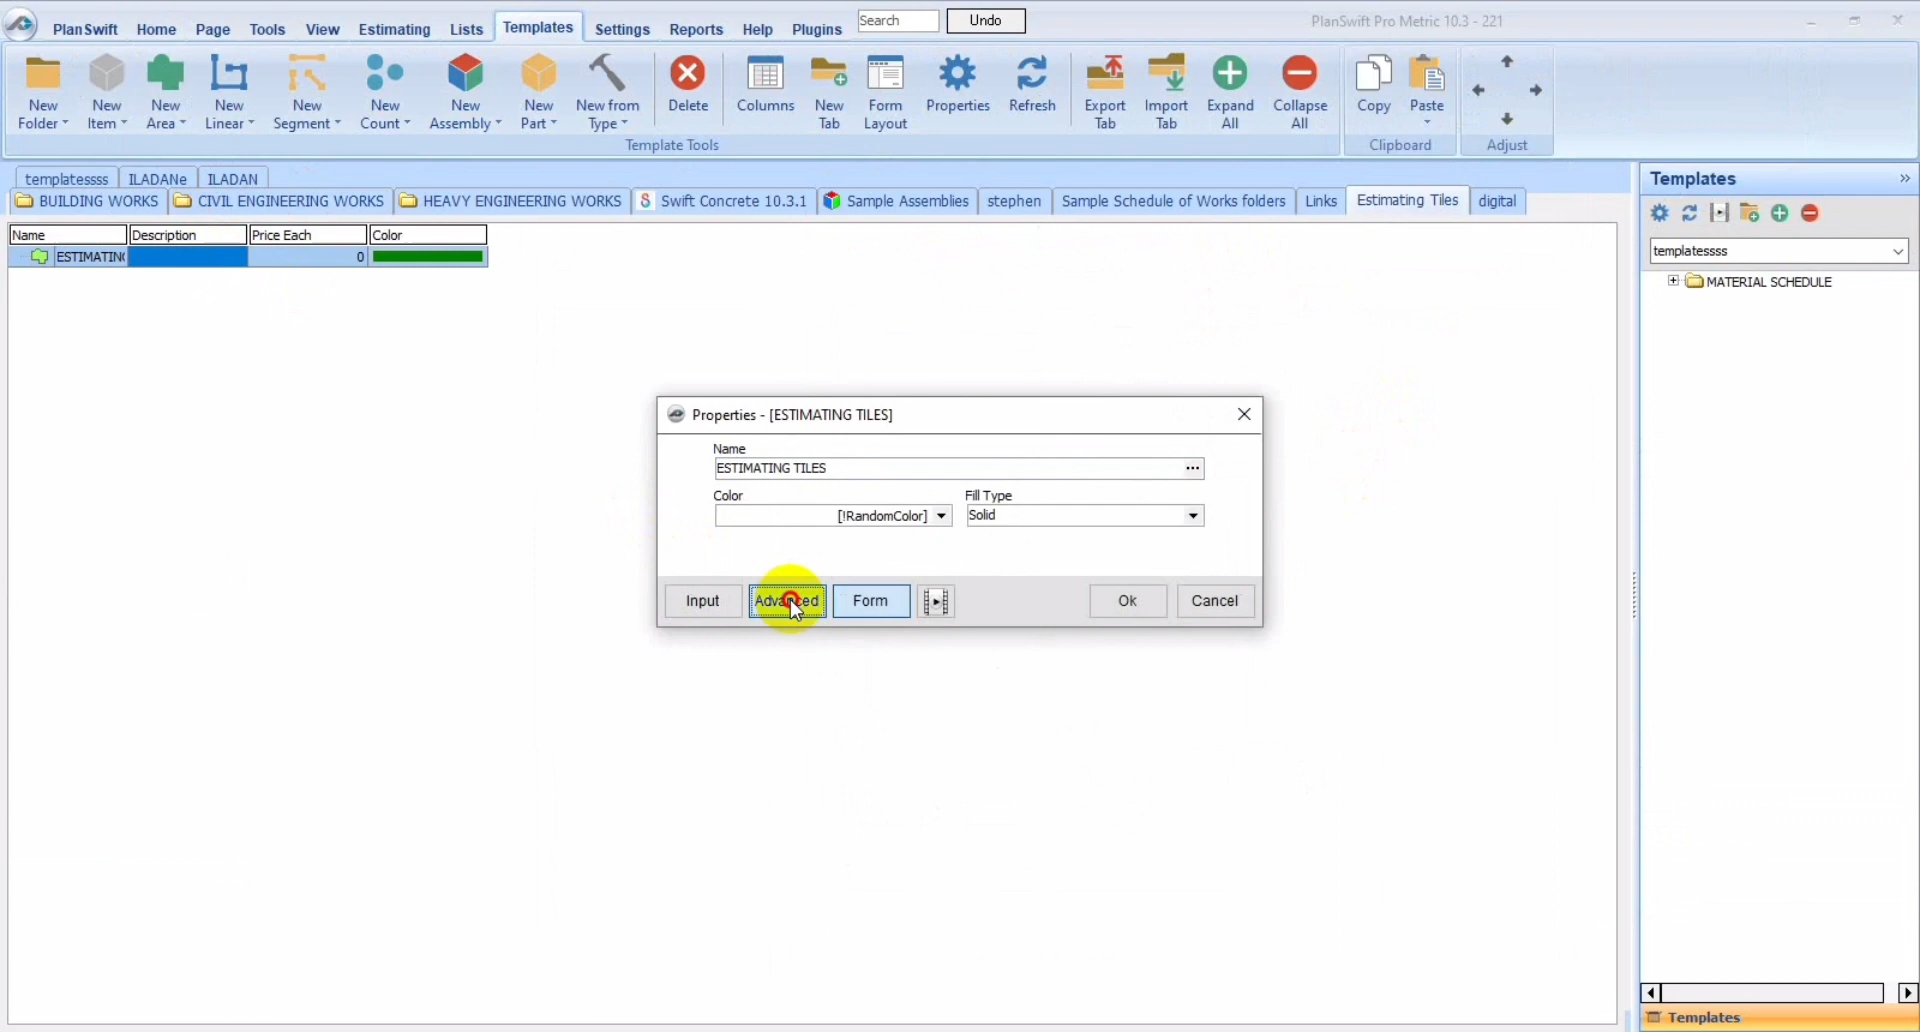 PlanSwift Home Page Tools View Estimating Lists Templates Settings Reports Help Plugins Search Undo PlanSwift Pro Metric 10.3 - 221
New Folder New Item New Area New Linear New Segment New Count New Assembly New Part New from Type Delete Columns New Tab Form Layout Properties Refresh Export Tab Import Tab Expand All Collapse All Copy Paste
Template Tools Clipboard Adjust
templatessss ILADANe ILADAN
BUILDING WORKS CIVIL ENGINEERING WORKS HEAVY ENGINEERING WORKS Swift Concrete 10.3.1 Sample Assemblies stephen Sample Schedule of Works folders Links Estimating Tiles digital
Name Description Price Each Color
ESTIMATING 0
Templates
templatessss
MATERIAL SCHEDULE
Properties - [ESTIMATING TILES]
Name
ESTIMATING TILES
Color Fill Type
[!RandomColor] Solid
Input Advanced Form Ok Cancel
Templates